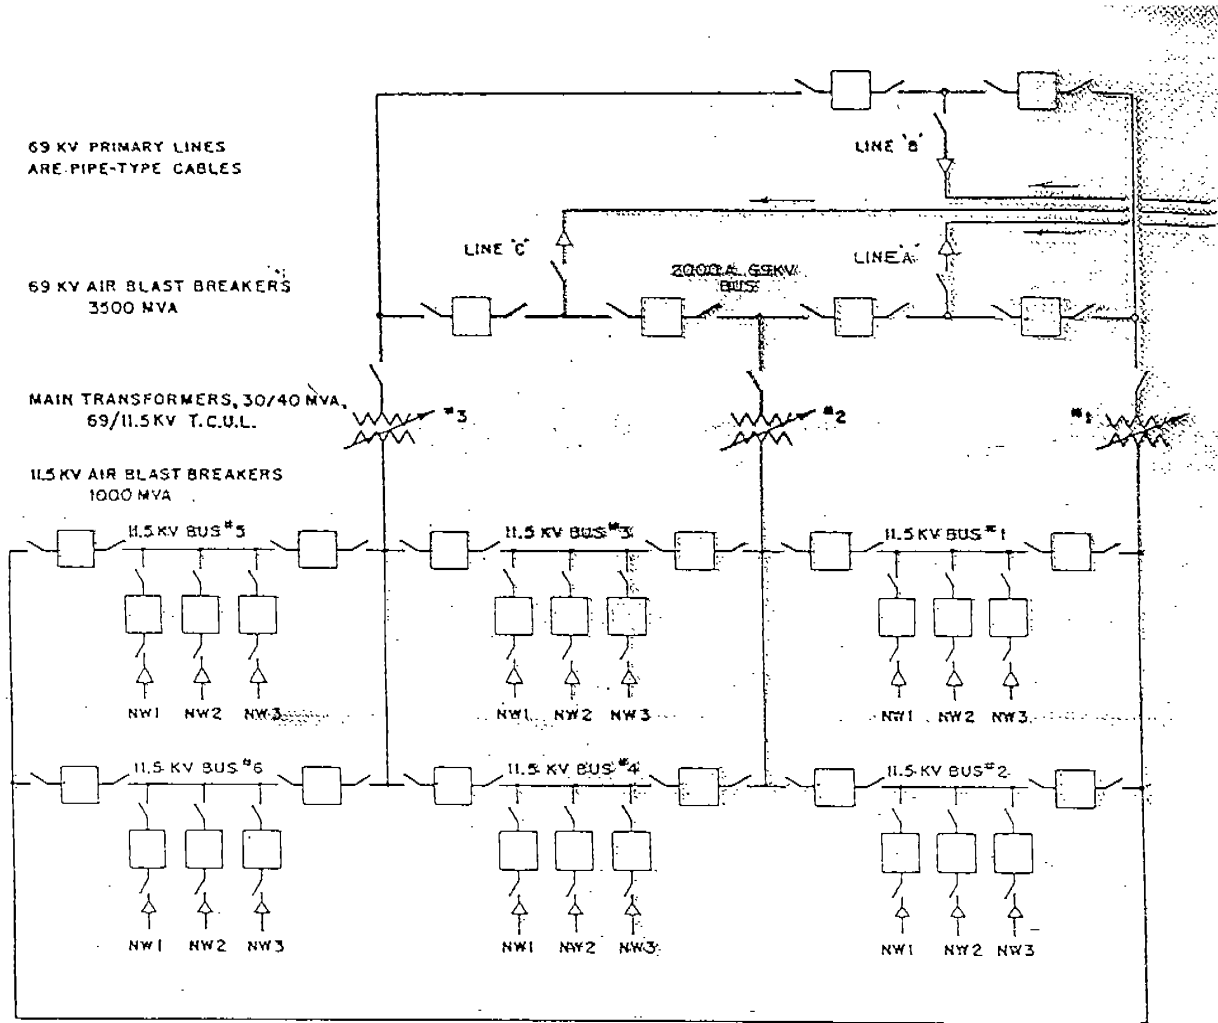 69 KV PRIMARY LINES
ARE PIPE-TYPE CABLES
LINE "B"
LINE "C"
LINE "A"
2000 A. 69KV
BUS
69 KV AIR BLAST BREAKERS
3500 MVA
MAIN TRANSFORMERS, 30/40 MVA,
69/11.5 KV T.C.U.L.
#3
#2
#1
11.5 KV AIR BLAST BREAKERS
1000 MVA
11.5 KV BUS #5
11.5 KV BUS #3
11.5 KV BUS #1
NW1 NW2 NW3
NW1 NW2 NW3
NW1 NW2 NW3
11.5 KV BUS #6
11.5 KV BUS #4
11.5 KV BUS #2
NW1 NW2 NW3
NW1 NW2 NW3
NW1 NW2 NW3